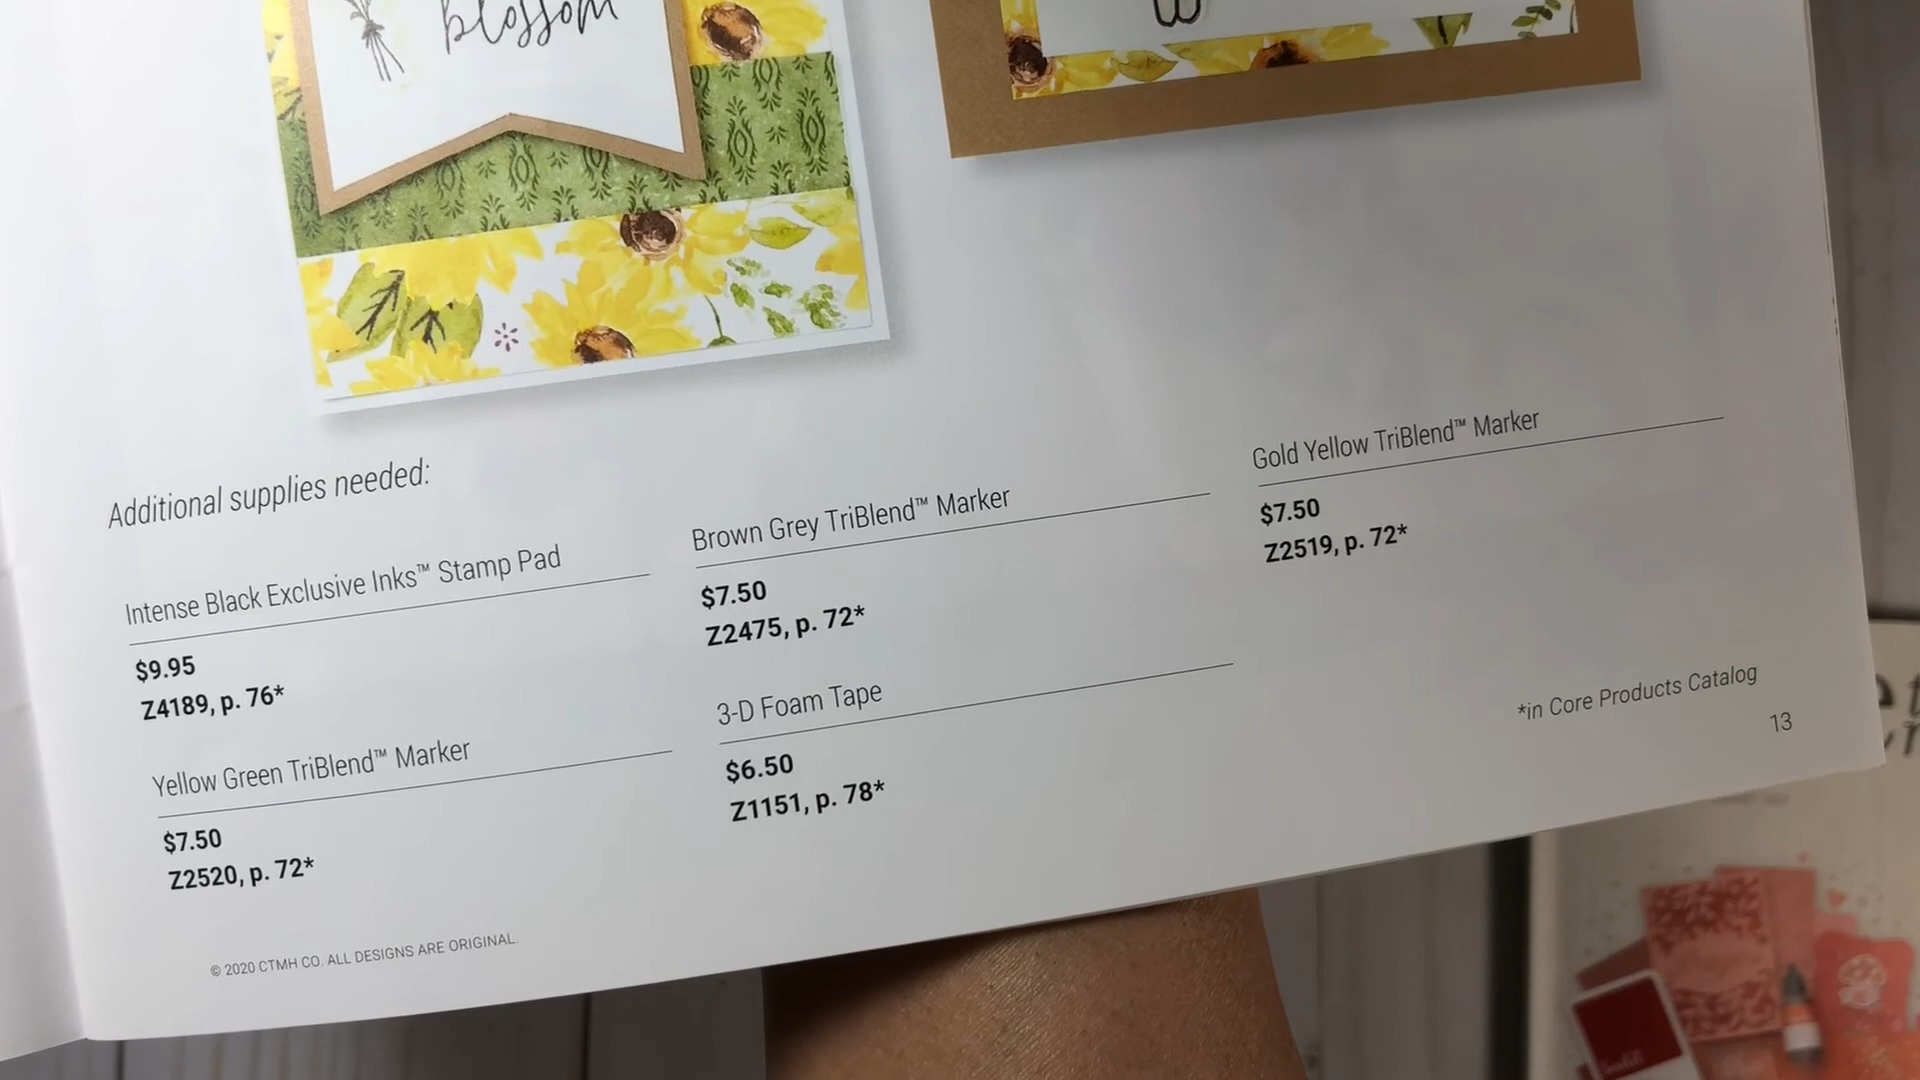 blossom
Additional supplies needed:
Intense Black Exclusive Inks™ Stamp Pad
$9.95
Z4189, p. 76*
Yellow Green TriBlend™ Marker
$7.50
Z2520, p. 72*
Brown Grey TriBlend™ Marker
$7.50
Z2475, p. 72*
3-D Foam Tape
$6.50
Z1151, p. 78*
Gold Yellow TriBlend™ Marker
$7.50
Z2519, p. 72*
*in Core Products Catalog
13
© 2020 CTMH CO. ALL DESIGNS ARE ORIGINAL.